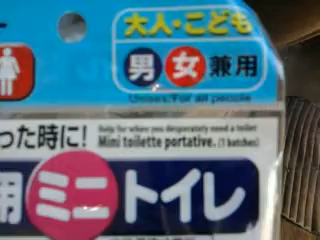 大人・こども
男女兼用
Unisex/For all people
った時に!
help for when you desperately need a toilet
Mini toilette portative. (1 batches)
用ミニトイレ